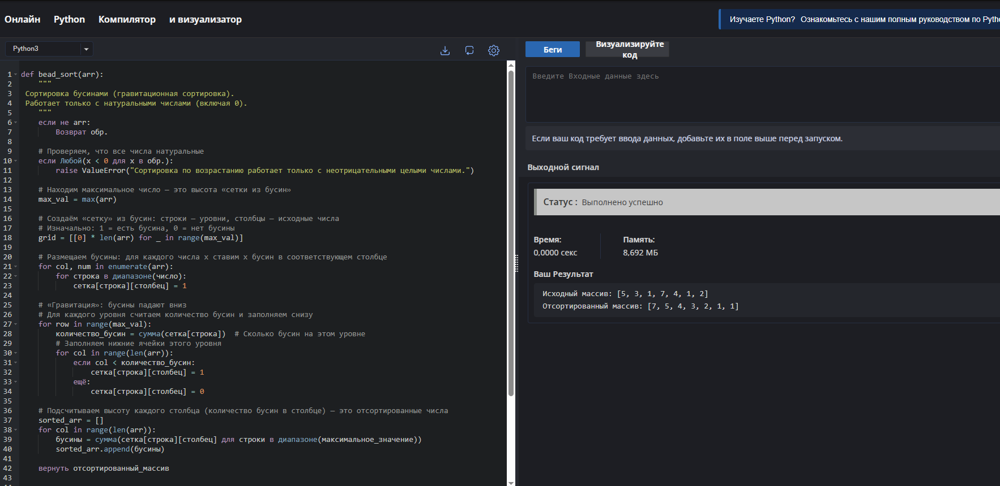 Онлайн Python Компилятор и визуализатор
Изучаете Python? Ознакомьтесь с нашим полным руководством по Pytho
Python3
Беги
Визуализируйте
код
1 def bead_sort(arr):
2 """
3 Сортировка бусинами (гравитационная сортировка).
4 Работает только с натуральными числами (включая 0).
5 """
6 если не arr:
7 Возврат обр.
8
9 # Проверяем, что все числа натуральные
10 если Любой(x < 0 для x в обр.):
11 raise ValueError("Сортировка по возрастанию работает только с неотрицательными целыми числами.")
12
13 # Находим максимальное число — это высота «сетки из бусин»
14 max_val = max(arr)
15
16 # Создаём «сетку» из бусин: строки — уровни, столбцы — исходные числа
17 # Изначально: 1 = есть бусина, 0 = нет бусины
18 grid = [[0] * len(arr) for _ in range(max_val)]
19
20 # Размещаем бусины: для каждого числа x ставим x бусин в соответствующем столбце
21 for col, num in enumerate(arr):
22 for строка в диапазоне(число):
23 сетка[строка][столбец] = 1
24
25 # «Гравитация»: бусины падают вниз
26 # Для каждого уровня считаем количество бусин и заполняем снизу
27 for row in range(max_val):
28 количество_бусин = сумма(сетка[строка]) # Сколько бусин на этом уровне
29 # Заполняем нижние ячейки этого уровня
30 for col in range(len(arr)):
31 если col < количество_бусин:
32 сетка[строка][столбец] = 1
33 ещё:
34 сетка[строка][столбец] = 0
35
36 # Подсчитываем высоту каждого столбца (количество бусин в столбце) — это отсортированные числа
37 sorted_arr = []
38 for col in range(len(arr)):
39 бусины = сумма(сетка[строка][столбец] для строки в диапазоне(максимальное_значение))
40 sorted_arr.append(бусины)
41
42 вернуть отсортированный_массив
43
Введите Входные данные здесь
Если ваш код требует ввода данных, добавьте их в поле выше перед запуском.
Выходной сигнал
Статус : Выполнено успешно
Время: Память:
0,0000 секс 8,692 МБ
Ваш Результат
Исходный массив: [5, 3, 1, 7, 4, 1, 2]
Отсортированный массив: [7, 5, 4, 3, 2, 1, 1]